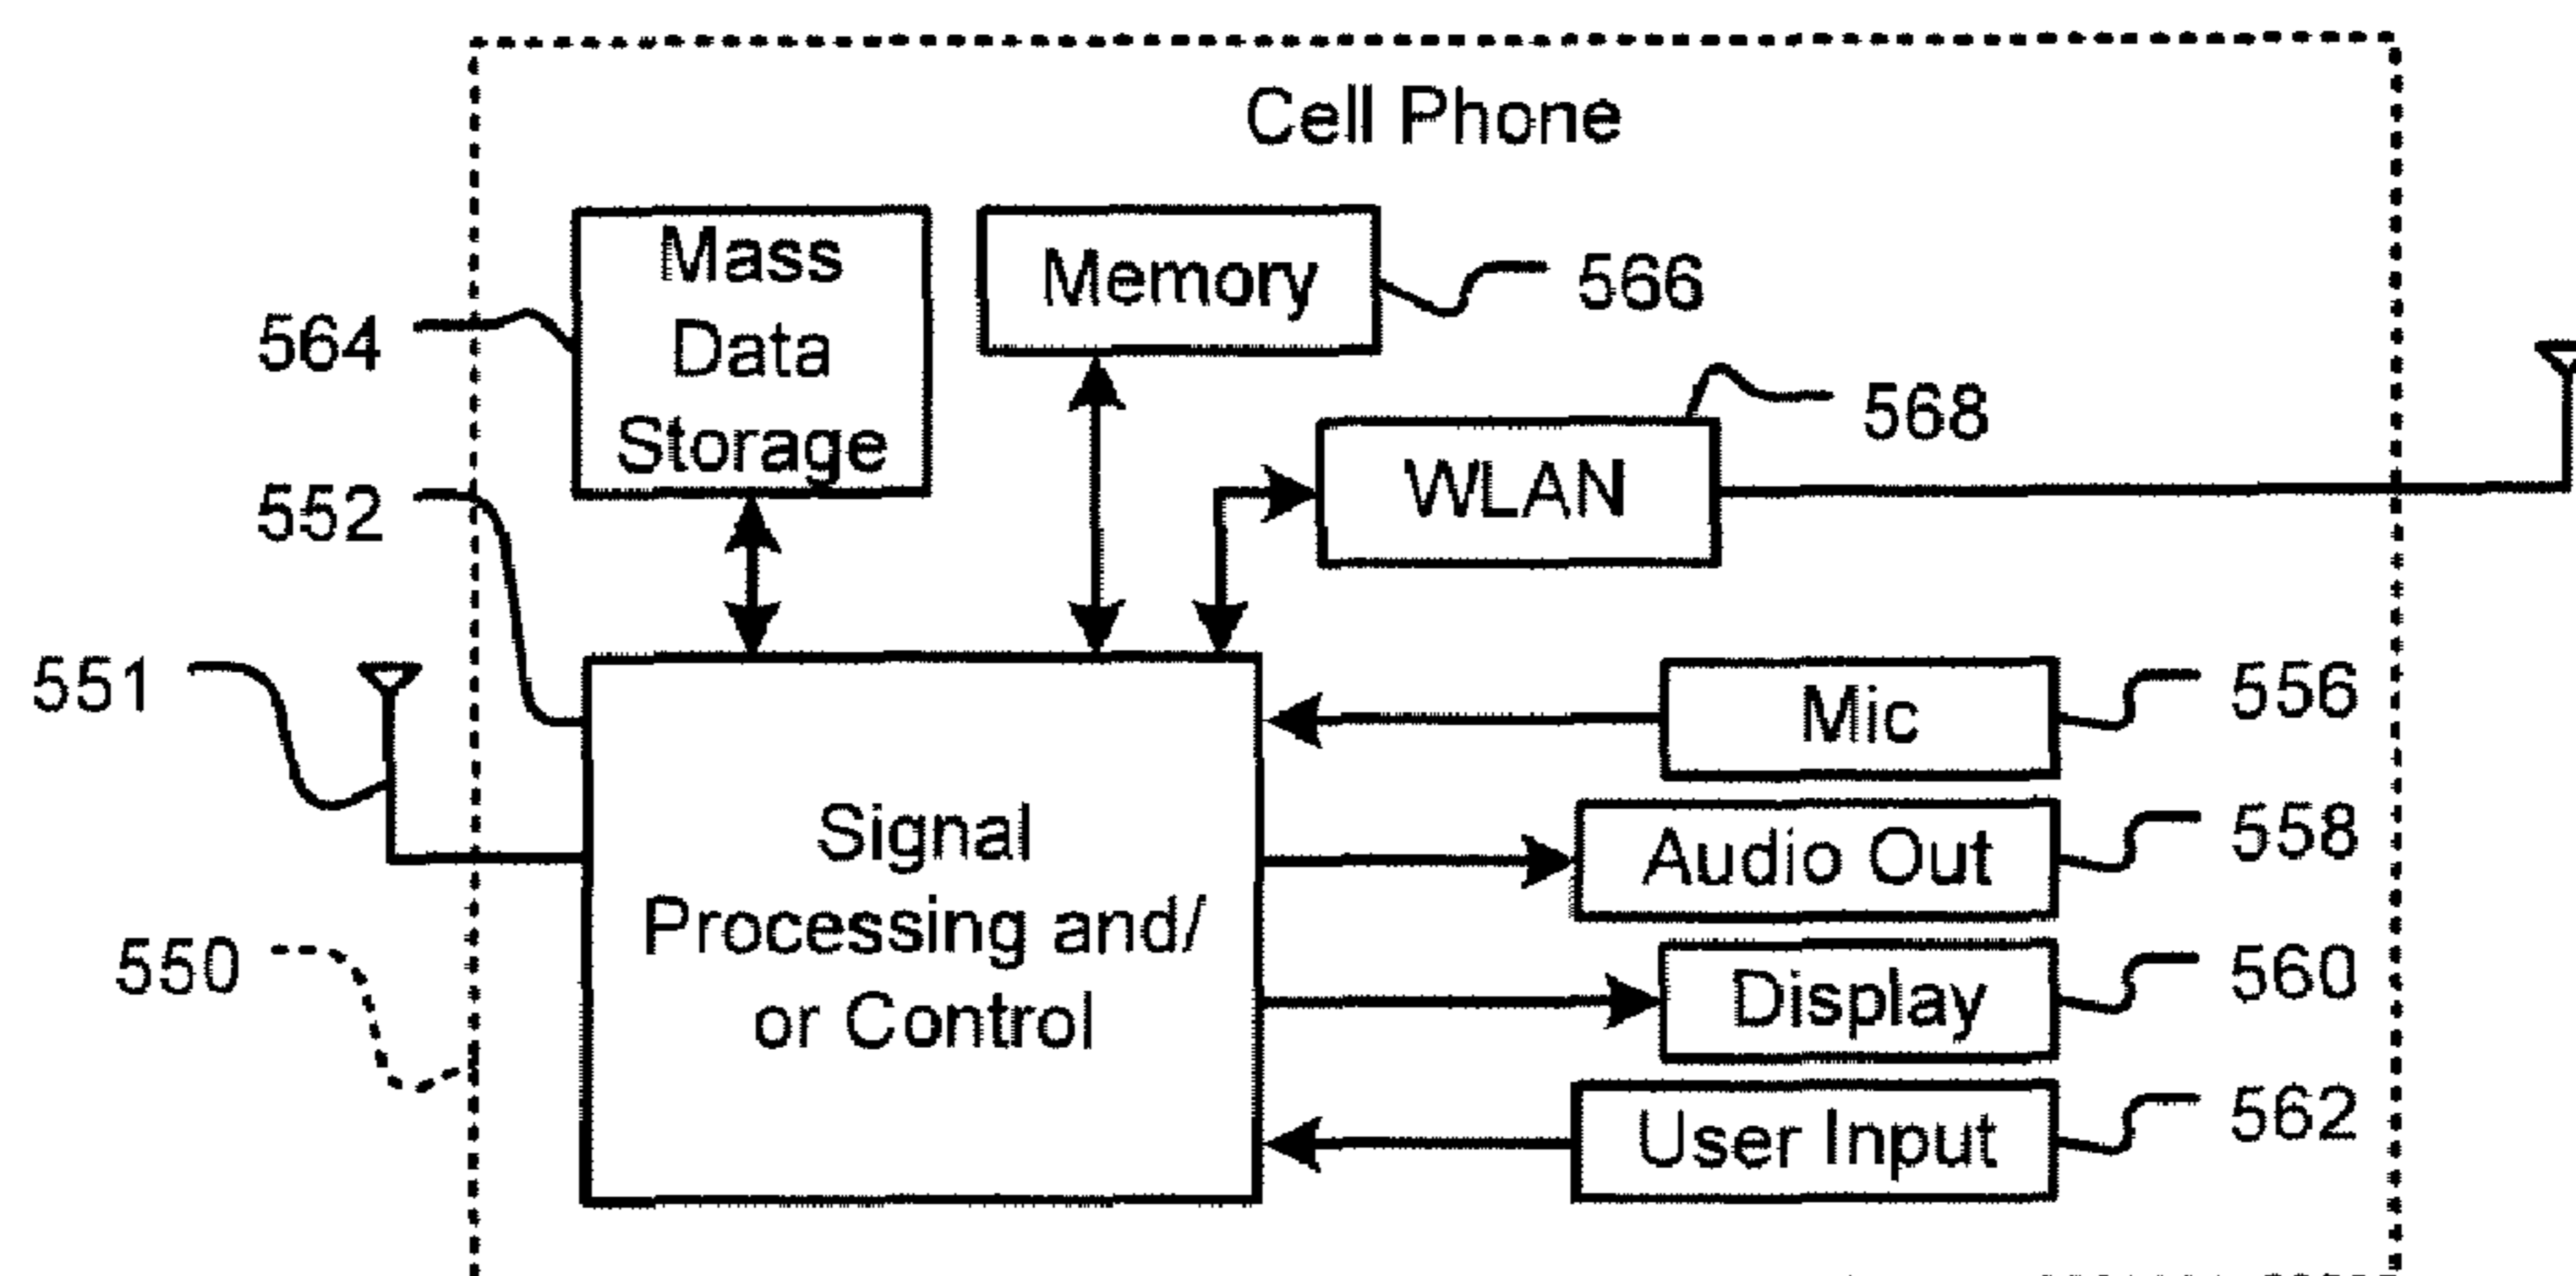 Cell Phone
Mass
Data
Storage
Memory
566
564
568
WLAN
552
551
Mic
556
Signal
Processing and/
or Control
Audio Out
558
550
Display
560
User Input
562